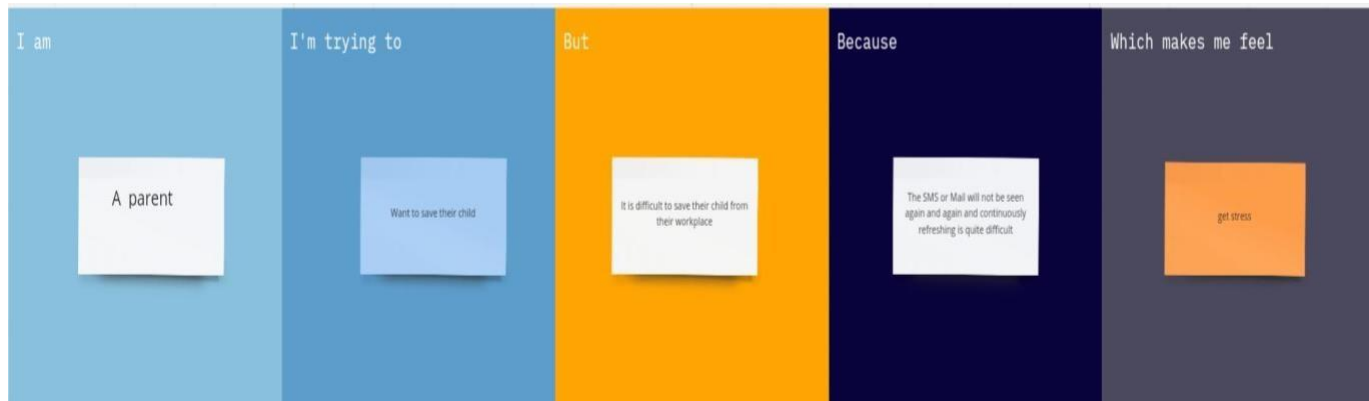 I am
I'm trying to
But
Because
Which makes me feel
A parent
Want to save their child
It is difficult to save their child from
their workplace
The SMS or Mail will not be seen
again and again and continuously
refreshing is quite difficult
get stress